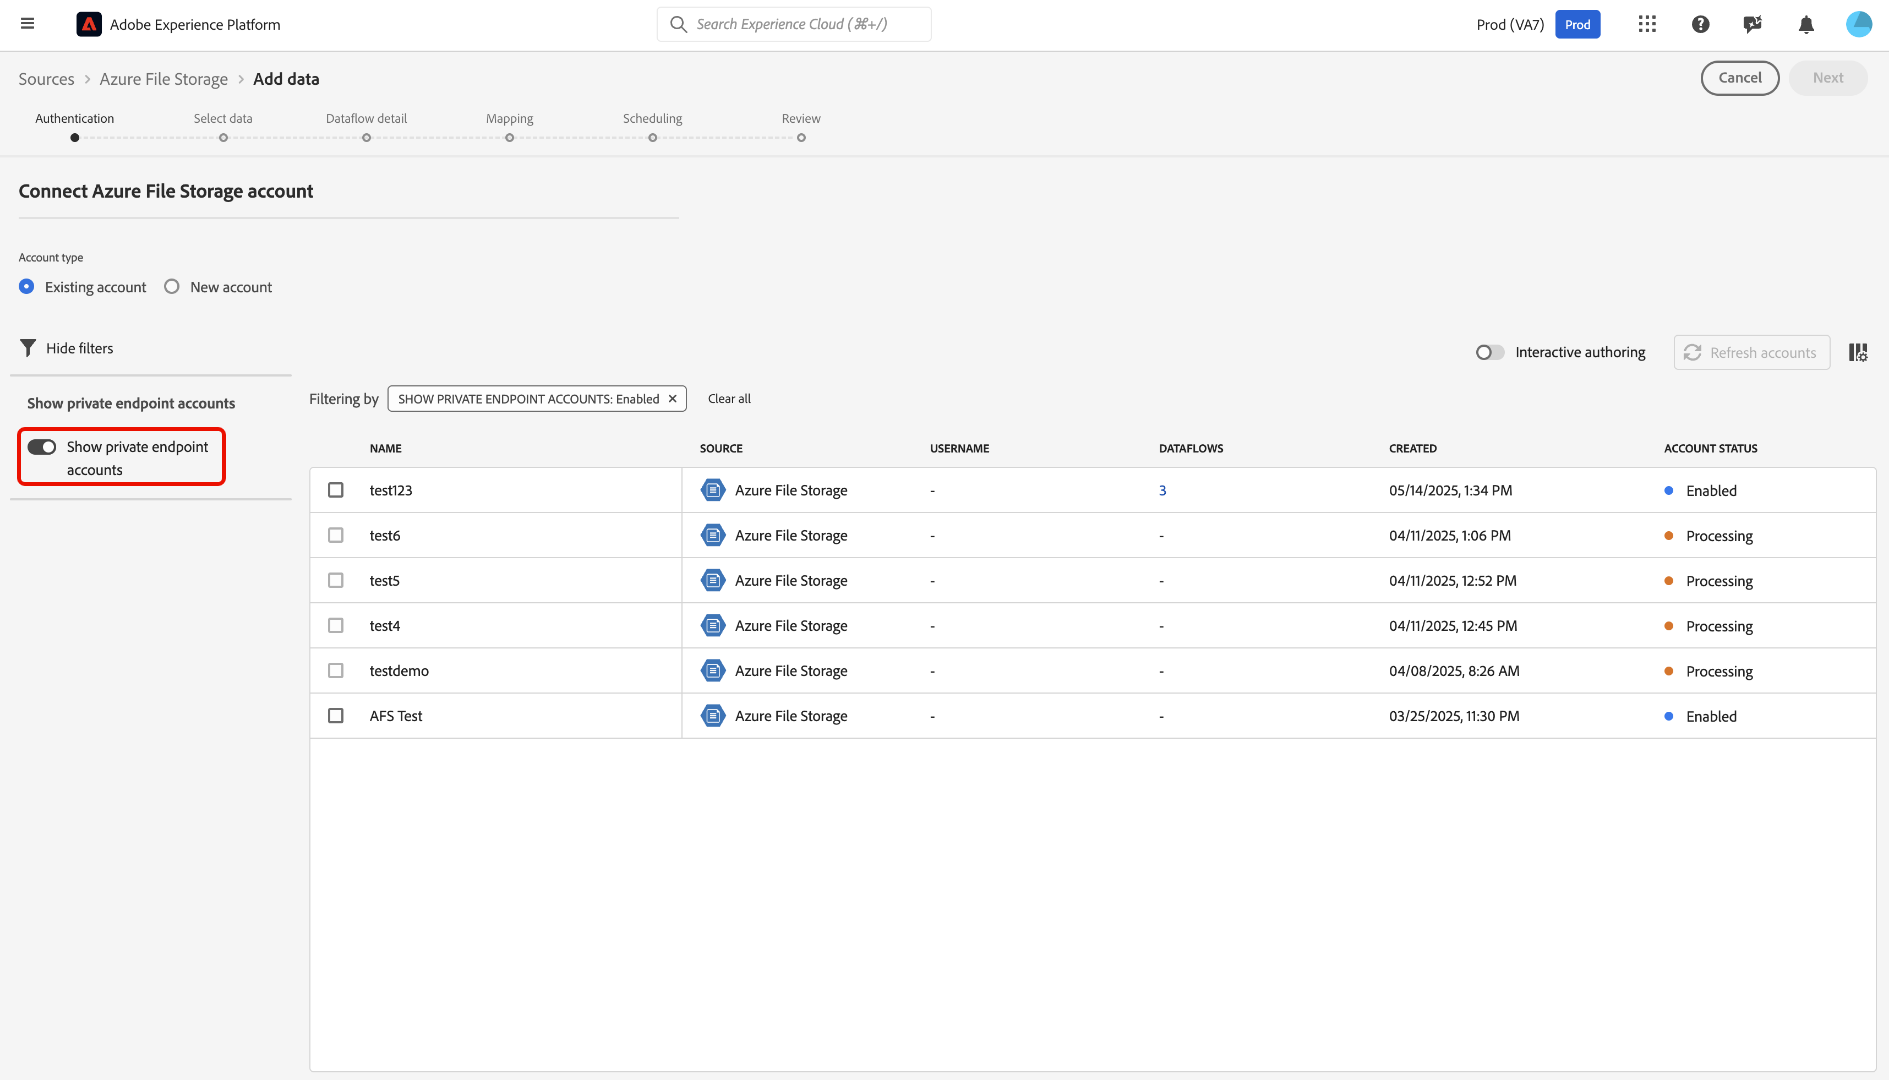 Adobe Experience Platform
Search Experience Cloud (⌘+/)
Prod (VA7) Prod
Sources > Azure File Storage > Add data
Cancel Next
Authentication Select data Dataflow detail Mapping Scheduling Review
Connect Azure File Storage account
Account type
Existing account New account
Hide filters
Interactive authoring Refresh accounts
Show private endpoint accounts
Show private endpoint
accounts
Filtering by SHOW PRIVATE ENDPOINT ACCOUNTS: Enabled × Clear all
NAME SOURCE USERNAME DATAFLOWS CREATED ACCOUNT STATUS
test123 Azure File Storage - 3 05/14/2025, 1:34 PM Enabled
test6 Azure File Storage - - 04/11/2025, 1:06 PM Processing
test5 Azure File Storage - - 04/11/2025, 12:52 PM Processing
test4 Azure File Storage - - 04/11/2025, 12:45 PM Processing
testdemo Azure File Storage - - 04/08/2025, 8:26 AM Processing
AFS Test Azure File Storage - - 03/25/2025, 11:30 PM Enabled